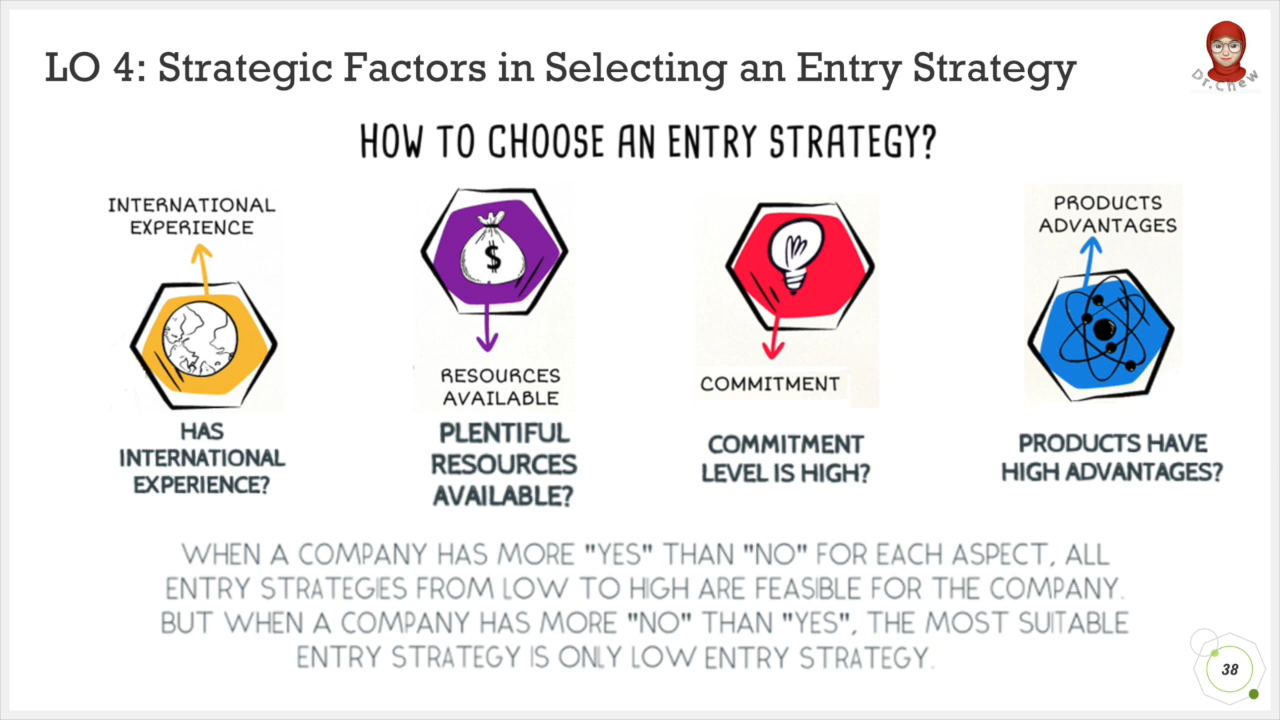 LO 4: Strategic Factors in Selecting an Entry Strategy
Dr.Chew
HOW TO CHOOSE AN ENTRY STRATEGY?
INTERNATIONAL
EXPERIENCE
HAS
INTERNATIONAL
EXPERIENCE?
$
RESOURCES
AVAILABLE
PLENTIFUL
RESOURCES
AVAILABLE?
COMMITMENT
COMMITMENT
LEVEL IS HIGH?
PRODUCTS
ADVANTAGES
PRODUCTS HAVE
HIGH ADVANTAGES?
WHEN A COMPANY HAS MORE "YES" THAN "NO" FOR EACH ASPECT, ALL
ENTRY STRATEGIES FROM LOW TO HIGH ARE FEASIBLE FOR THE COMPANY.
BUT WHEN A COMPANY HAS MORE "NO" THAN "YES", THE MOST SUITABLE
ENTRY STRATEGY IS ONLY LOW ENTRY STRATEGY.
38